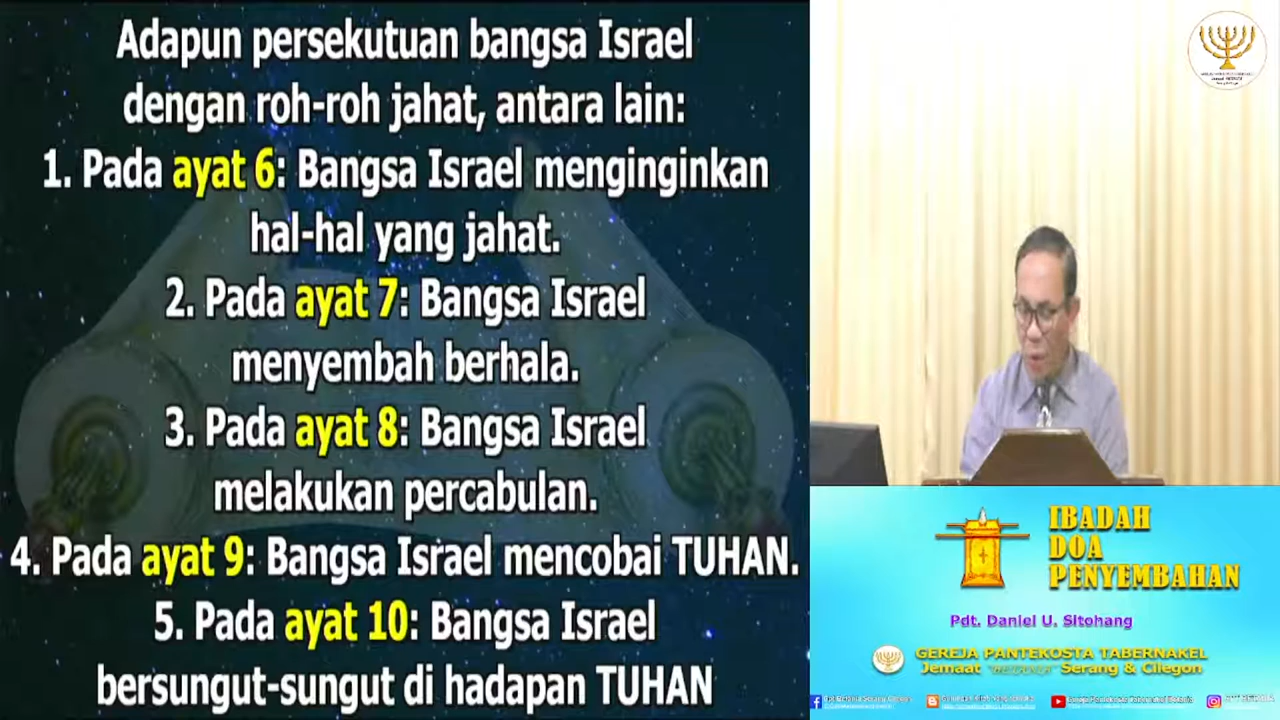 Adapun persekutuan bangsa Israel
dengan roh-roh jahat, antara lain:
1. Pada ayat 6: Bangsa Israel menginginkan
hal-hal yang jahat.
2. Pada ayat 7: Bangsa Israel
menyembah berhala.
3. Pada ayat 8: Bangsa Israel
melakukan percabulan.
4. Pada ayat 9: Bangsa Israel mencobai TUHAN.
5. Pada ayat 10: Bangsa Israel
bersungut-sungut di hadapan TUHAN
IBADAH
DOA
PENYEMBAHAN
Pdt. Daniel U. Sitohang
GEREJA PANTEKOSTA TABERNAKEL
Jemaat Serang & Cilegon